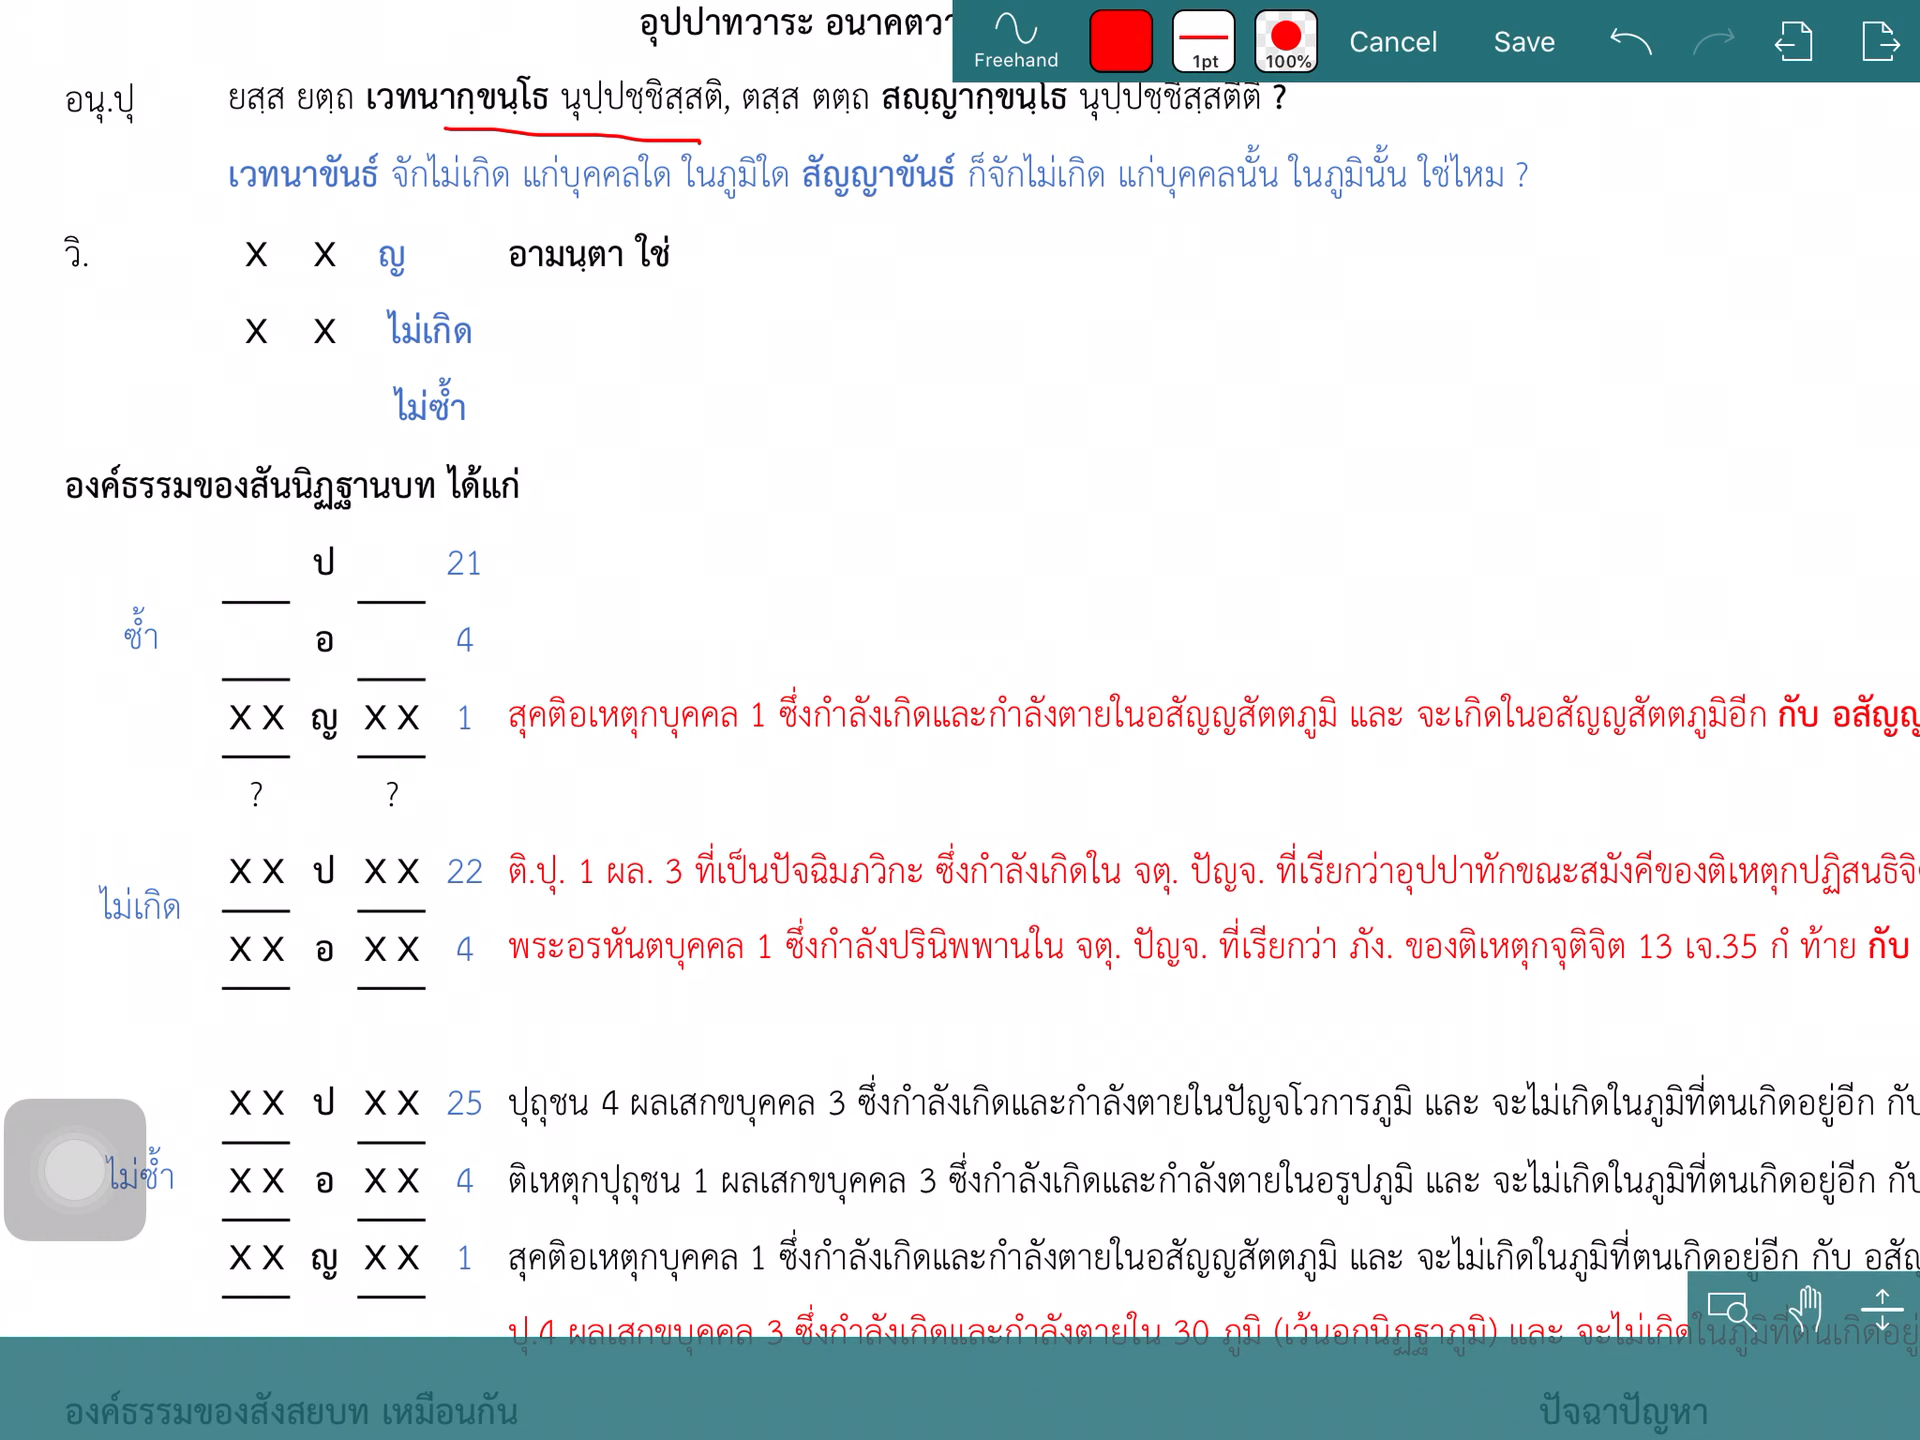 อุปปาทวาระ อนาคตวา
Freehand 1pt 100% Cancel Save
อนุ.ปุ ยสฺส ยตฺถ เวทนากฺขนฺโธ นุปฺปชฺชิสฺสติ, ตสฺส ตตฺถ สญฺญากฺขนฺโธ นุปฺปชฺชิสฺสตีติ ?
เวทนาขันธ์ จักไม่เกิด แก่บุคคลใด ในภูมิใด สัญญาขันธ์ ก็จักไม่เกิด แก่บุคคลนั้น ในภูมินั้น ใช่ไหม ?
วิ. X X ญ อามนฺตา ใช่
X X ไม่เกิด
ไม่ซ้ำ
องค์ธรรมของสันนิฏฐานบท ได้แก่
ป 21
ซ้ำ อ 4
X X ญ X X 1 สุคติอเหตุกบุคคล 1 ซึ่งกำลังเกิดและกำลังตายในอสัญญสัตตภูมิ และ จะเกิดในอสัญญสัตตภูมิอีก กับ อสัญญ
? ?
X X ป X X 22 ติ.ปุ. 1 ผล. 3 ที่เป็นปัจฉิมภวิกะ ซึ่งกำลังเกิดใน จตุ. ปัญจ. ที่เรียกว่าอุปปาทักขณะสมังคีของติเหตุกปฏิสนธิจิต
ไม่เกิด
X X อ X X 4 พระอรหันตบุคคล 1 ซึ่งกำลังปรินิพพานใน จตุ. ปัญจ. ที่เรียกว่า ภัง. ของติเหตุกจุติจิต 13 เจ.35 กํ ท้าย กับ
X X ป X X 25 ปุถุชน 4 ผลเสกขบุคคล 3 ซึ่งกำลังเกิดและกำลังตายในปัญจโวการภูมิ และ จะไม่เกิดในภูมิที่ตนเกิดอยู่อีก กับ
ไม่ซ้ำ X X อ X X 4 ติเหตุกปุถุชน 1 ผลเสกขบุคคล 3 ซึ่งกำลังเกิดและกำลังตายในอรูปภูมิ และ จะไม่เกิดในภูมิที่ตนเกิดอยู่อีก กับ
X X ญ X X 1 สุคติอเหตุกบุคคล 1 ซึ่งกำลังเกิดและกำลังตายในอสัญญสัตตภูมิ และ จะไม่เกิดในภูมิที่ตนเกิดอยู่อีก กับ อสัญ
ปุ.4 ผลเสกขบุคคล 3 ซึ่งกำลังเกิดและกำลังตายใน 30 ภูมิ (เว้นอกนิฏฐาภูมิ) และ จะไม่เกิดในภูมิที่ตนเกิดอยู่
องค์ธรรมของสังสยบท เหมือนกัน ปัจฉาปัญหา